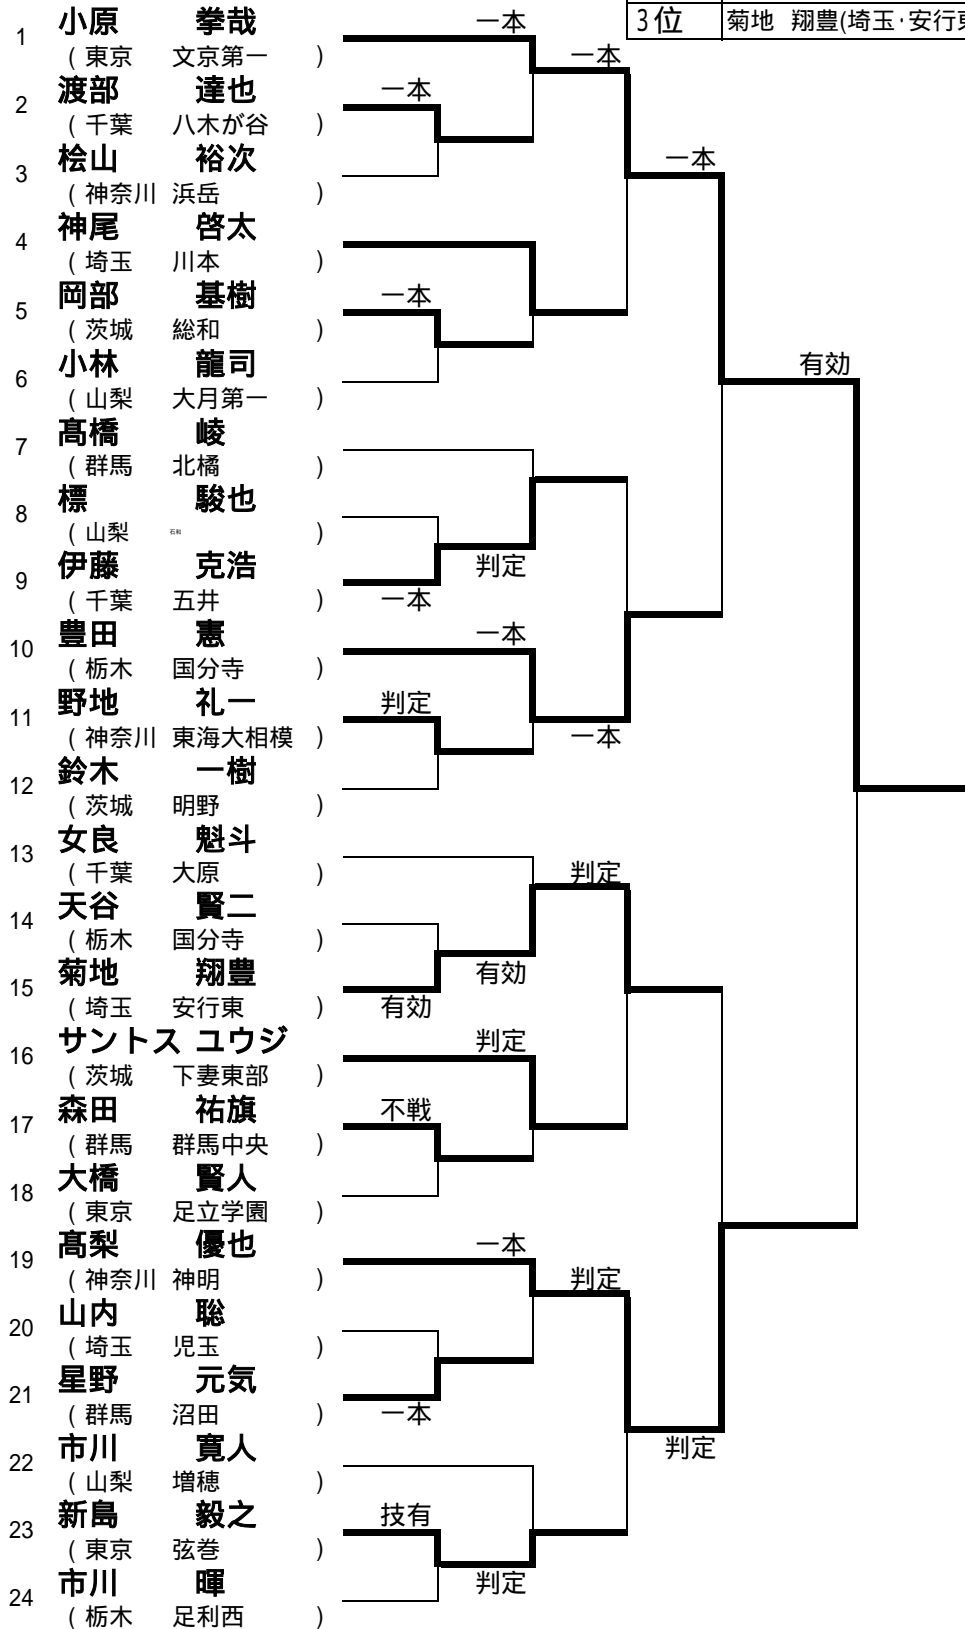 3位 菊地 翔豊(埼玉･安行東
1 小原 拳哉 一本
( 東京 文京第一 ) 一本
2 渡部 達也 一本
( 千葉 八木が谷 )
3 桧山 裕次 一本
( 神奈川 浜岳 )
4 神尾 啓太
( 埼玉 川本 )
5 岡部 基樹 一本
( 茨城 総和 )
6 小林 龍司 有効
( 山梨 大月第一 )
7 髙橋 崚
( 群馬 北橘 )
8 標 駿也
( 山梨 石和 )
9 伊藤 克浩 判定
( 千葉 五井 ) 一本
10 豊田 憲 一本
( 栃木 国分寺 )
11 野地 礼一 判定
( 神奈川 東海大相模 ) 一本
12 鈴木 一樹
( 茨城 明野 )
13 女良 魁斗
( 千葉 大原 ) 判定
14 天谷 賢二
( 栃木 国分寺 )
15 菊地 翔豊 有効
( 埼玉 安行東 ) 有効
16 サントス ユウジ 判定
( 茨城 下妻東部 )
17 森田 祐旗 不戦
( 群馬 群馬中央 )
18 大橋 賢人
( 東京 足立学園 )
19 髙梨 優也 一本
( 神奈川 神明 ) 判定
20 山内 聡
( 埼玉 児玉 )
21 星野 元気
( 群馬 沼田 ) 一本
22 市川 寛人 判定
( 山梨 増穂 )
23 新島 毅之 技有
( 東京 弦巻 )
24 市川 暉 判定
( 栃木 足利西 )